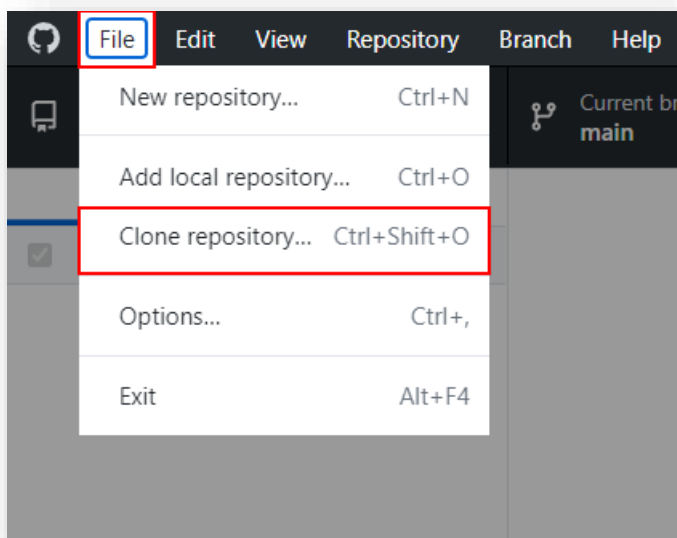 File Edit View Repository Branch Help
New repository... Ctrl+N
Current br
main
Add local repository... Ctrl+O
Clone repository... Ctrl+Shift+O
Options... Ctrl+,
Exit Alt+F4